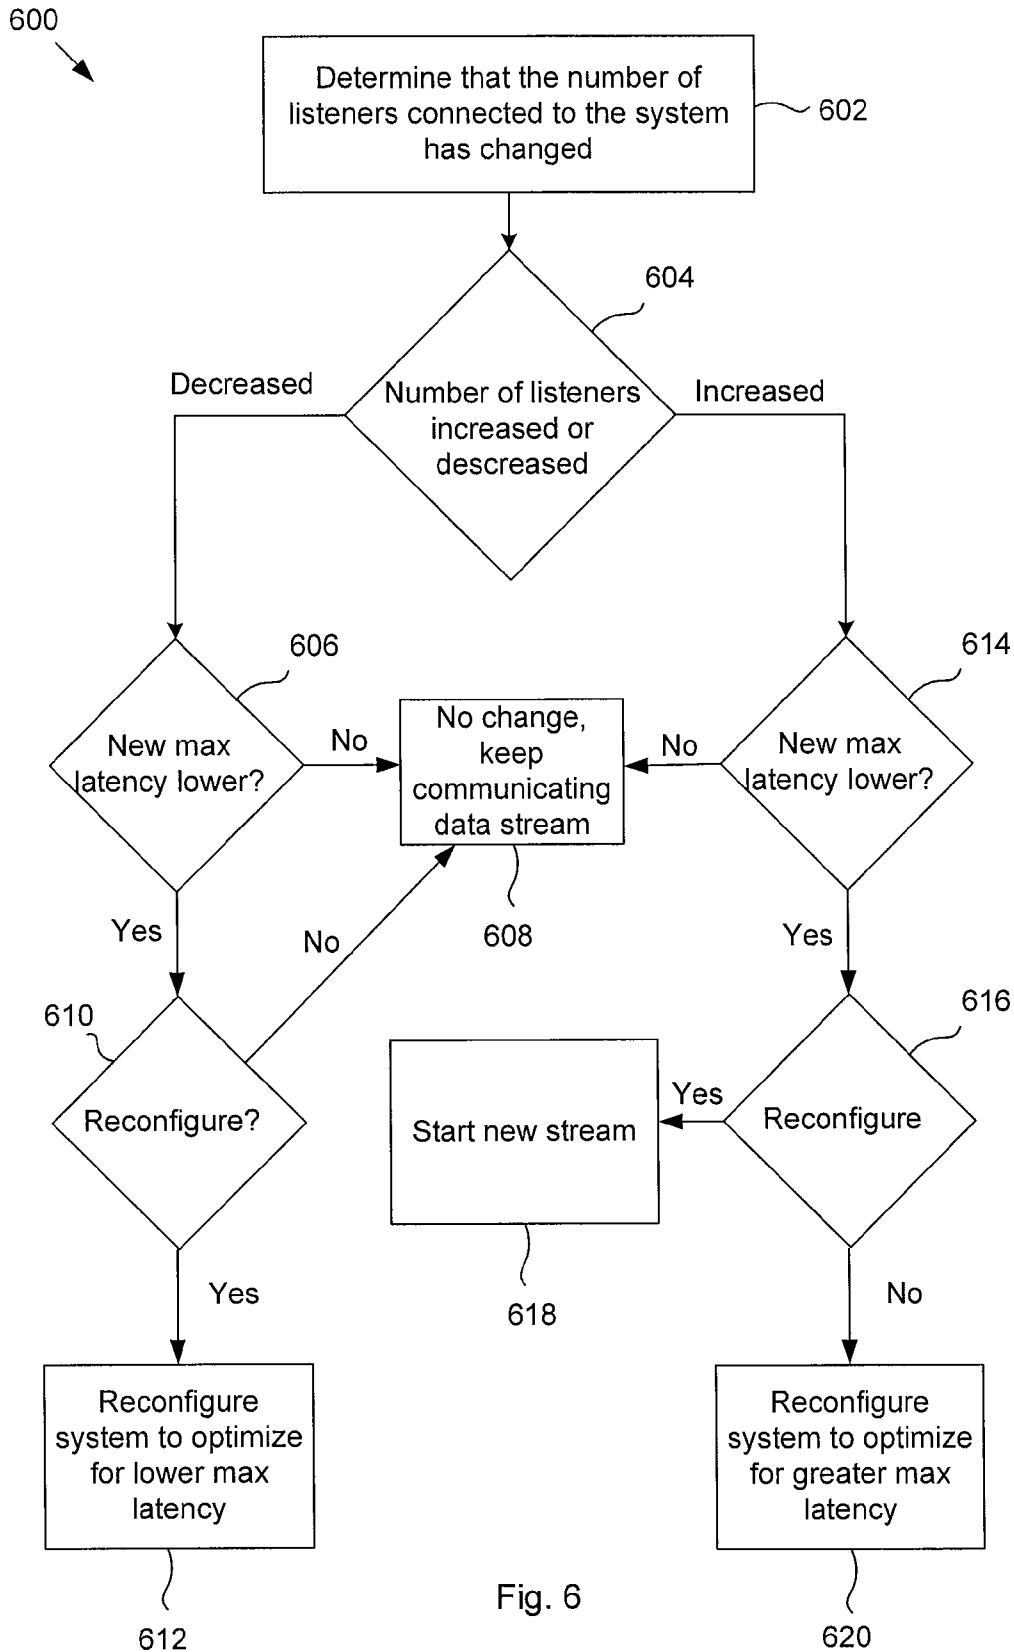 600
Determine that the number of
listeners connected to the system
has changed
602
604
Decreased
Number of listeners
increased or
descreased
Increased
606
New max
latency lower?
No
No change,
keep
communicating
data stream
608
No
614
New max
latency lower?
Yes
No
Yes
610
Reconfigure?
Start new stream
618
Yes
616
Reconfigure
Yes
No
Reconfigure
system to optimize
for lower max
latency
612
Reconfigure
system to optimize
for greater max
latency
620
Fig. 6